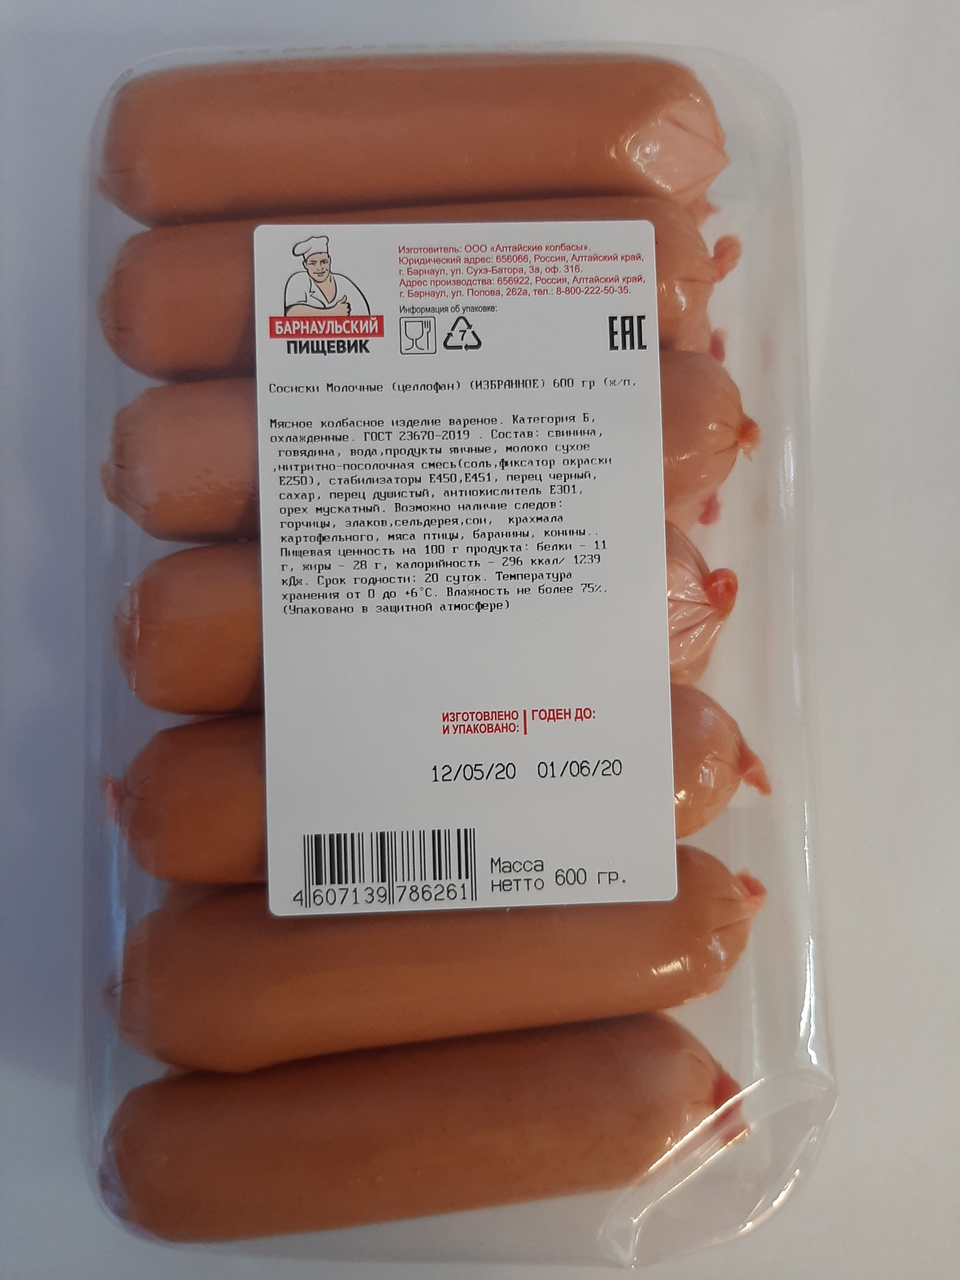 Изготовитель: ООО «Алтайские колбасы».
Юридический адрес: 656066, Россия, Алтайский край,
г. Барнаул, ул. Сухэ-Батора, 3а, оф. 316.
Адрес производства: 656922, Россия, Алтайский край,
г. Барнаул, ул. Попова, 262а, тел.: 8-800-222-50-35.
Информация об упаковке:
7
ЕАС
БАРНАУЛЬСКИЙ
ПИЩЕВИК
Сосиски Молочные (целлофан) (ИЗБРАННОЕ) 600 гр (ж/п,
Мясное колбасное изделие вареное. Категория Б,
охлажденные. ГОСТ 23670-2019 . Состав: свинина,
говядина, вода,продукты яичные, молоко сухое
,нитритно-посолочная смесь(соль,фиксатор окраски
Е250), стабилизаторы Е450,Е451, перец черный,
сахар, перец душистый, антиокислитель Е301,
орех мускатный. Возможно наличие следов:
горчицы, злаков,сельдерея,сои, крахмала
картофельного, мяса птицы, баранины, конины..
Пищевая ценность на 100 г продукта: белки - 11
г, жиры - 28 г, калорийность - 296 ккал/ 1239
кДж. Срок годности: 20 суток. Температура
хранения от 0 до +6°С. Влажность не более 75%.
(Упаковано в защитной атмосфере)
ИЗГОТОВЛЕНО
И УПАКОВАНО:
ГОДЕН ДО:
12/05/20 01/06/20
Масса
нетто 600 гр.
4 607139 786261